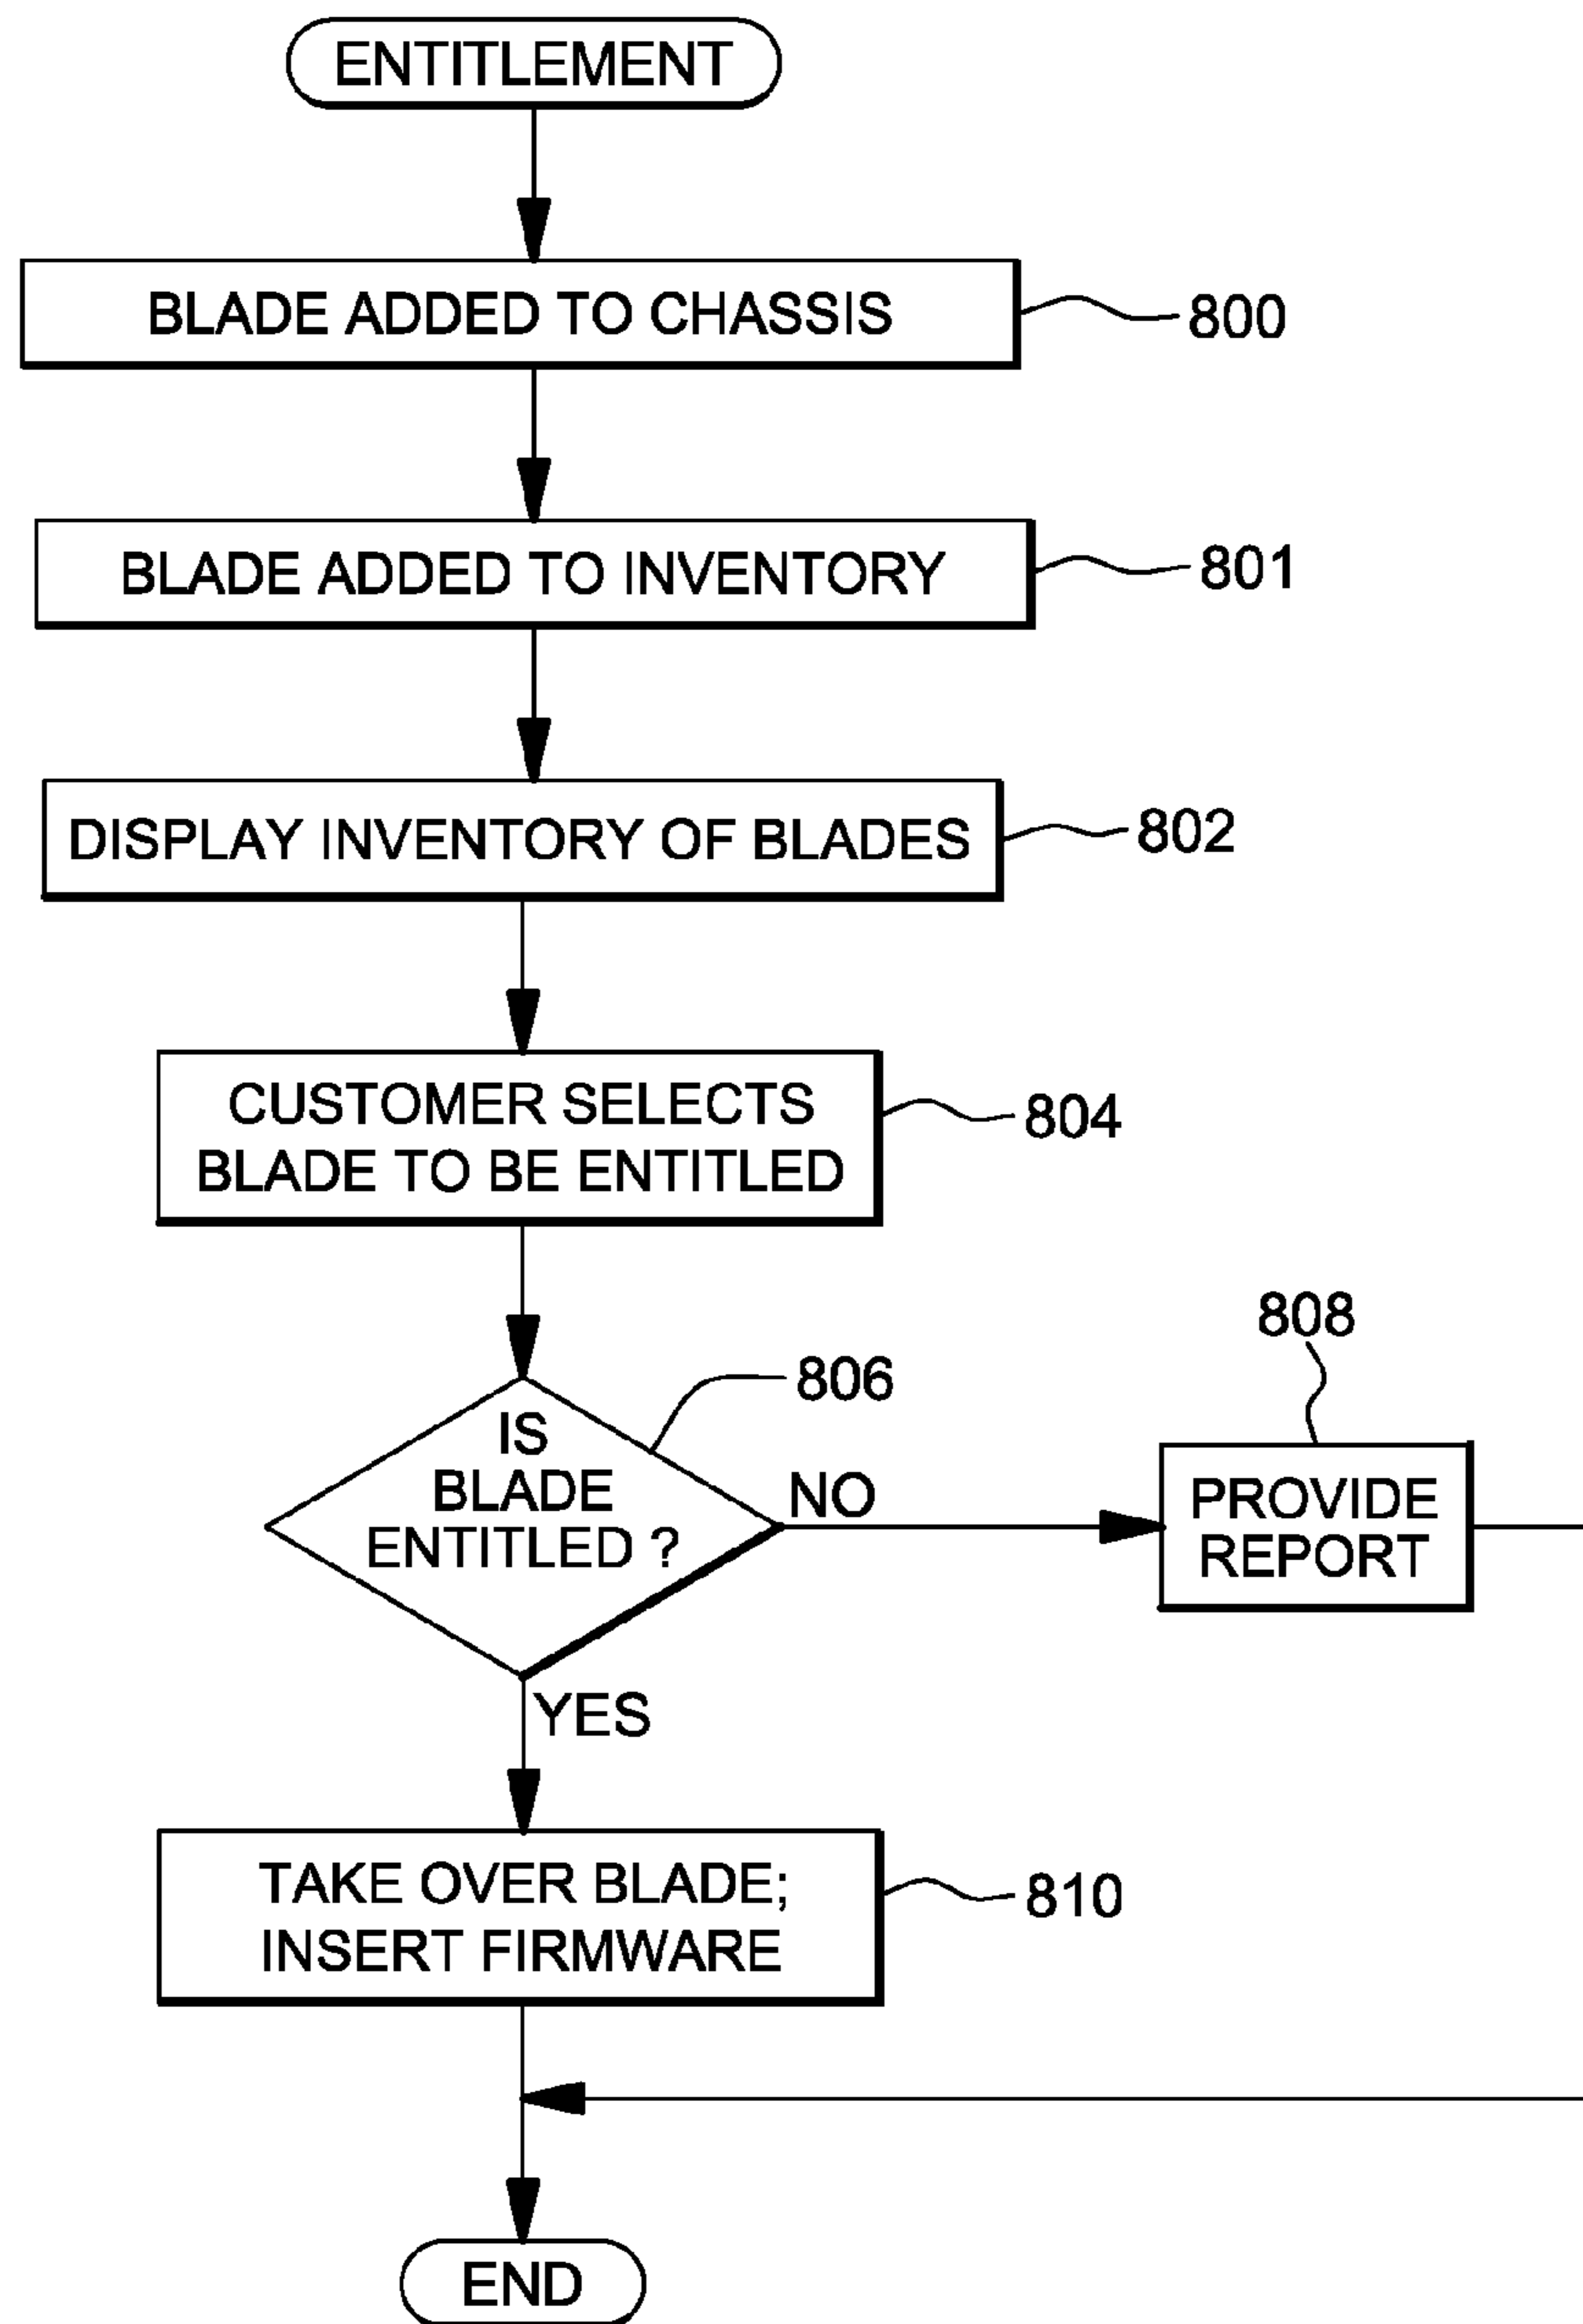 ENTITLEMENT
BLADE ADDED TO CHASSIS
800
BLADE ADDED TO INVENTORY
801
DISPLAY INVENTORY OF BLADES
802
CUSTOMER SELECTS
BLADE TO BE ENTITLED
804
IS
BLADE
ENTITLED ?
806
NO
808
PROVIDE
REPORT
YES
TAKE OVER BLADE;
INSERT FIRMWARE
810
END